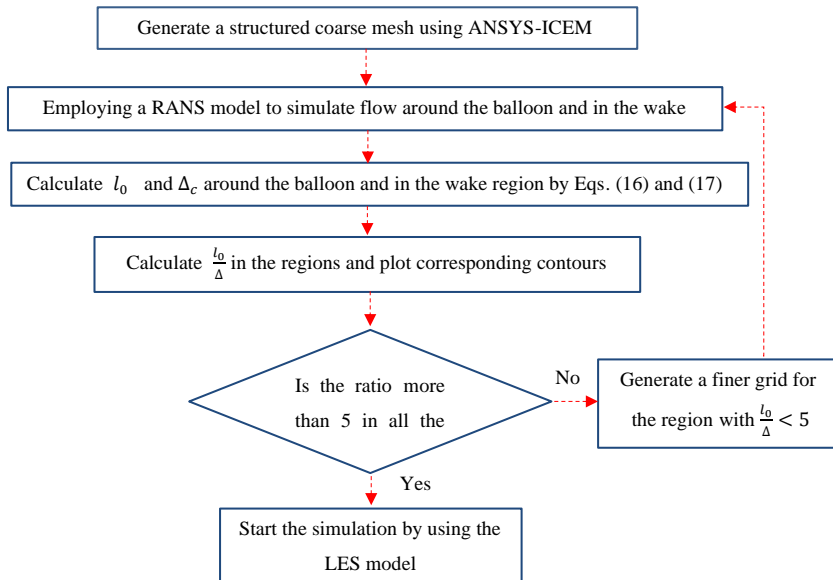 Generate a structured coarse mesh using ANSYS-ICEM
Employing a RANS model to simulate flow around the balloon and in the wake
Calculate l₀ and Δ_c around the balloon and in the wake region by Eqs. (16) and (17)
Calculate l₀/Δ in the regions and plot corresponding contours
Is the ratio more
than 5 in all the
No
Generate a finer grid for
the region with l₀/Δ < 5
Yes
Start the simulation by using the
LES model